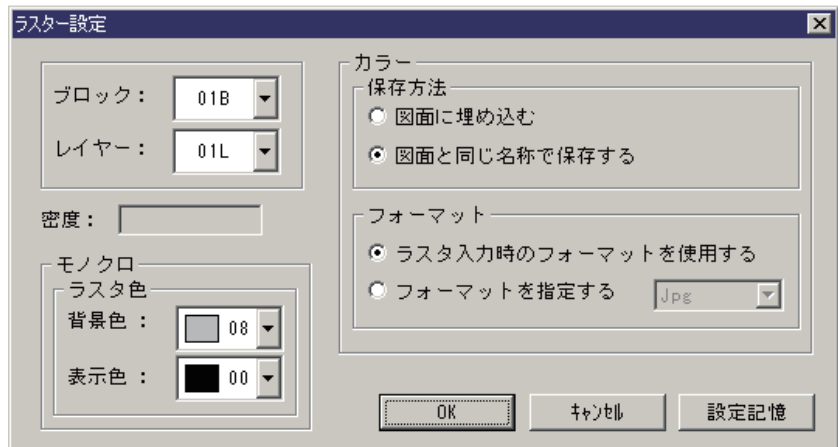 ラスター設定
ブロック： 01B
レイヤー： 01L
密度：
モノクロ
ラスタ色
背景色： 08
表示色： 00
カラー
保存方法
図面に埋め込む
図面と同じ名称で保存する
フォーマット
ラスタ入力時のフォーマットを使用する
フォーマットを指定する Jpg
OK ｷｬﾝｾﾙ 設定記憶